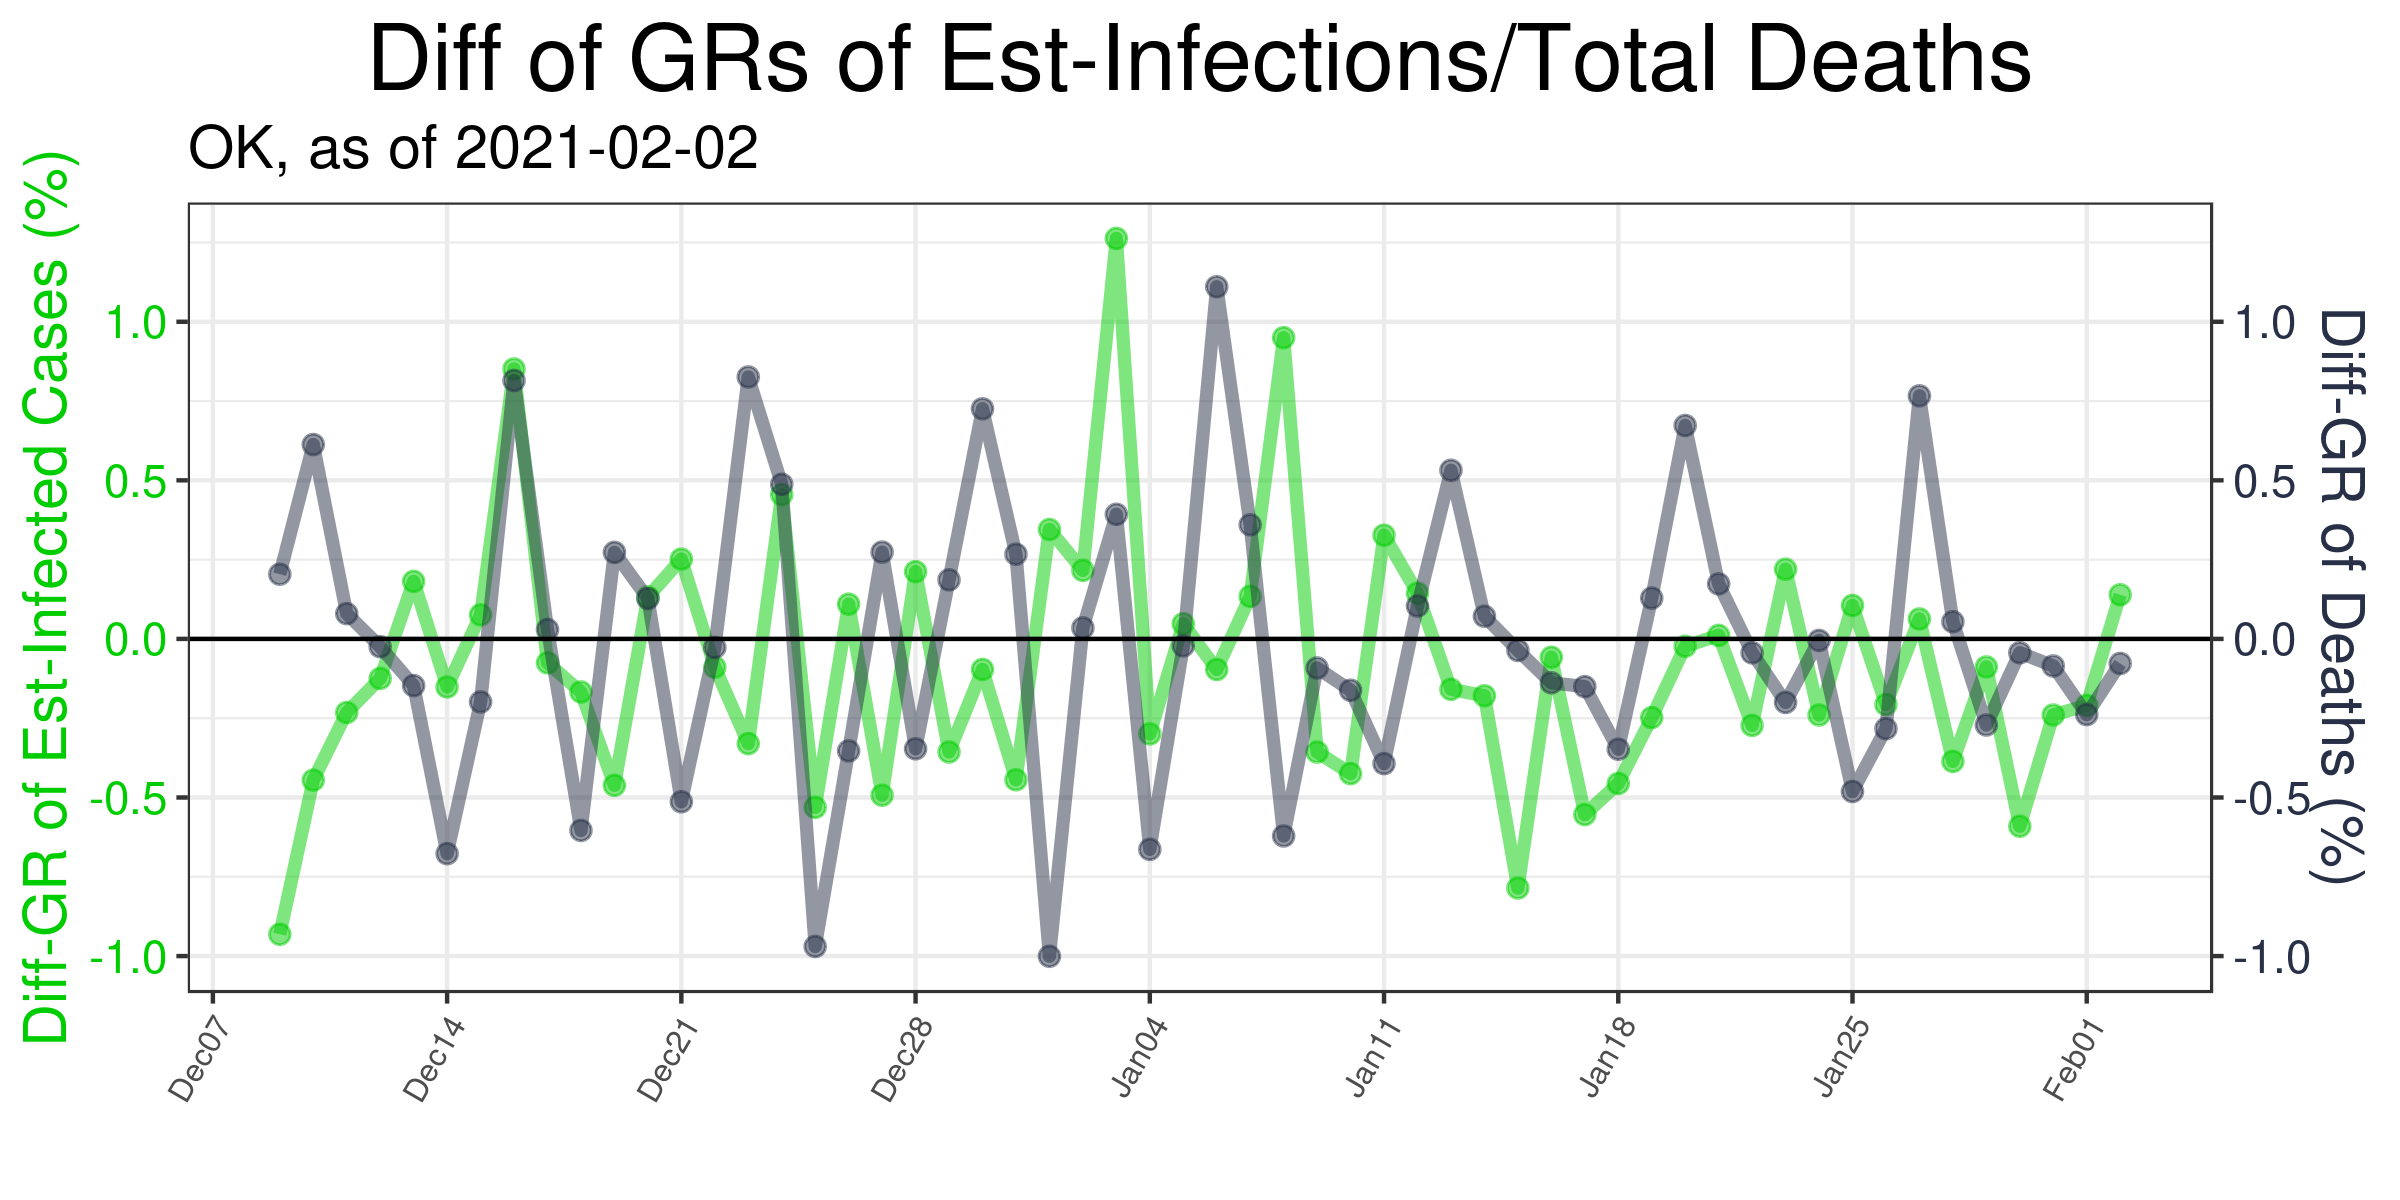 Diff of GRs of Est-Infections/Total Deaths
OK, as of 2021-02-02
Diff-GR of Est-Infected Cases (%)
1.0
0.5
0.0
-0.5
-1.0
1.0
0.5
0.0
-0.5
-1.0
Diff-GR of Deaths (%)
Dec07
Dec14
Dec21
Dec28
Jan04
Jan11
Jan18
Jan25
Feb01